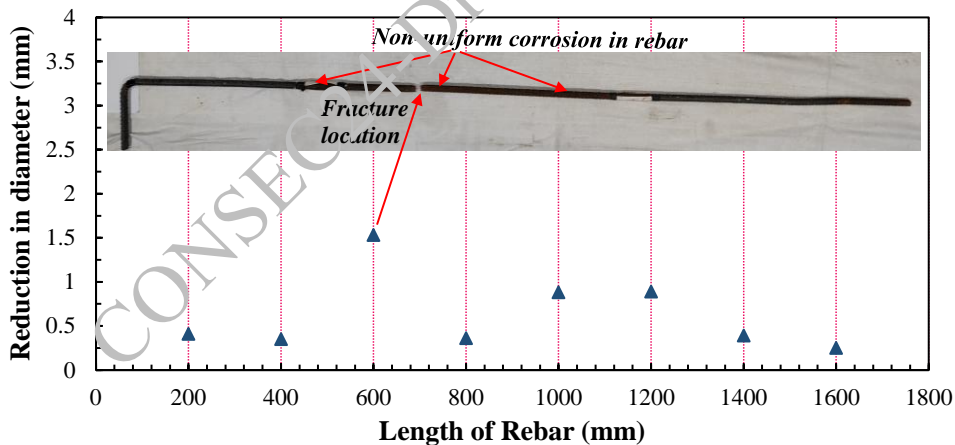 4
3.5
3
2.5
2
1.5
1
0.5
0
Reduction in diameter (mm)
Non-uniform corrosion in rebar
Fracture
location
0 200 400 600 800 1000 1200 1400 1600 1800
Length of Rebar (mm)